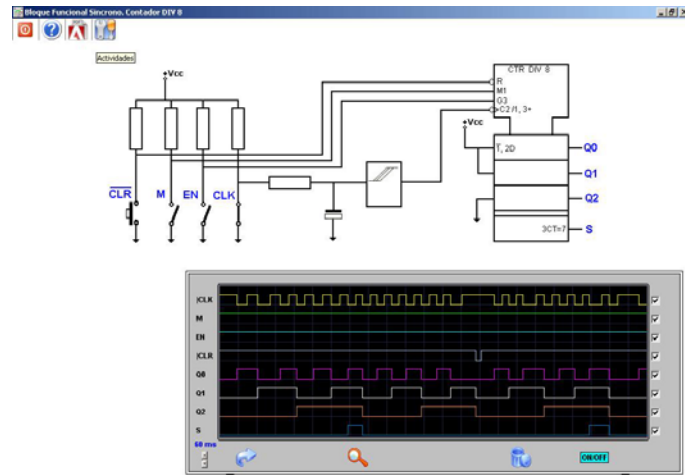 Bloque Funcional Síncrono. Contador DIV 8
Actividades
+Vcc
CTR DIV 8
R
M1
G3
C2/1, 3+
+Vcc
T, 2D
Q0
Q1
Q2
3CT=7
S
CLR
M
EN
CLK
)CLK
M
EN
)CLR
Q0
Q1
Q2
S
60 ms
ON/OFF